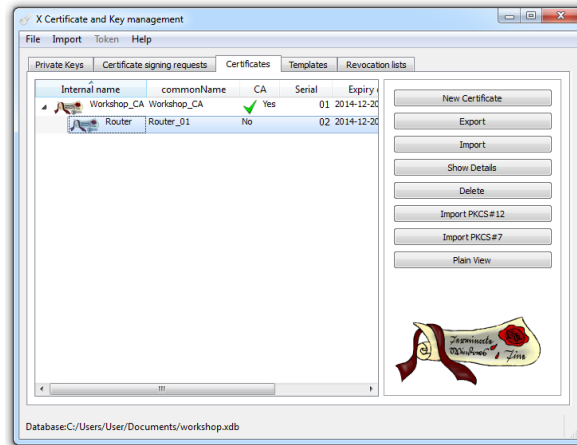 X Certificate and Key management
File Import Token Help
Private Keys Certificate signing requests Certificates Templates Revocation lists
Internal name commonName CA Serial Expiry
Workshop_CA Workshop_CA Yes 01 2014-12-20
Router Router_01 No 02 2014-12-20
New Certificate
Export
Import
Show Details
Delete
Import PKCS#12
Import PKCS#7
Plain View
Database:C:/Users/User/Documents/workshop.xdb